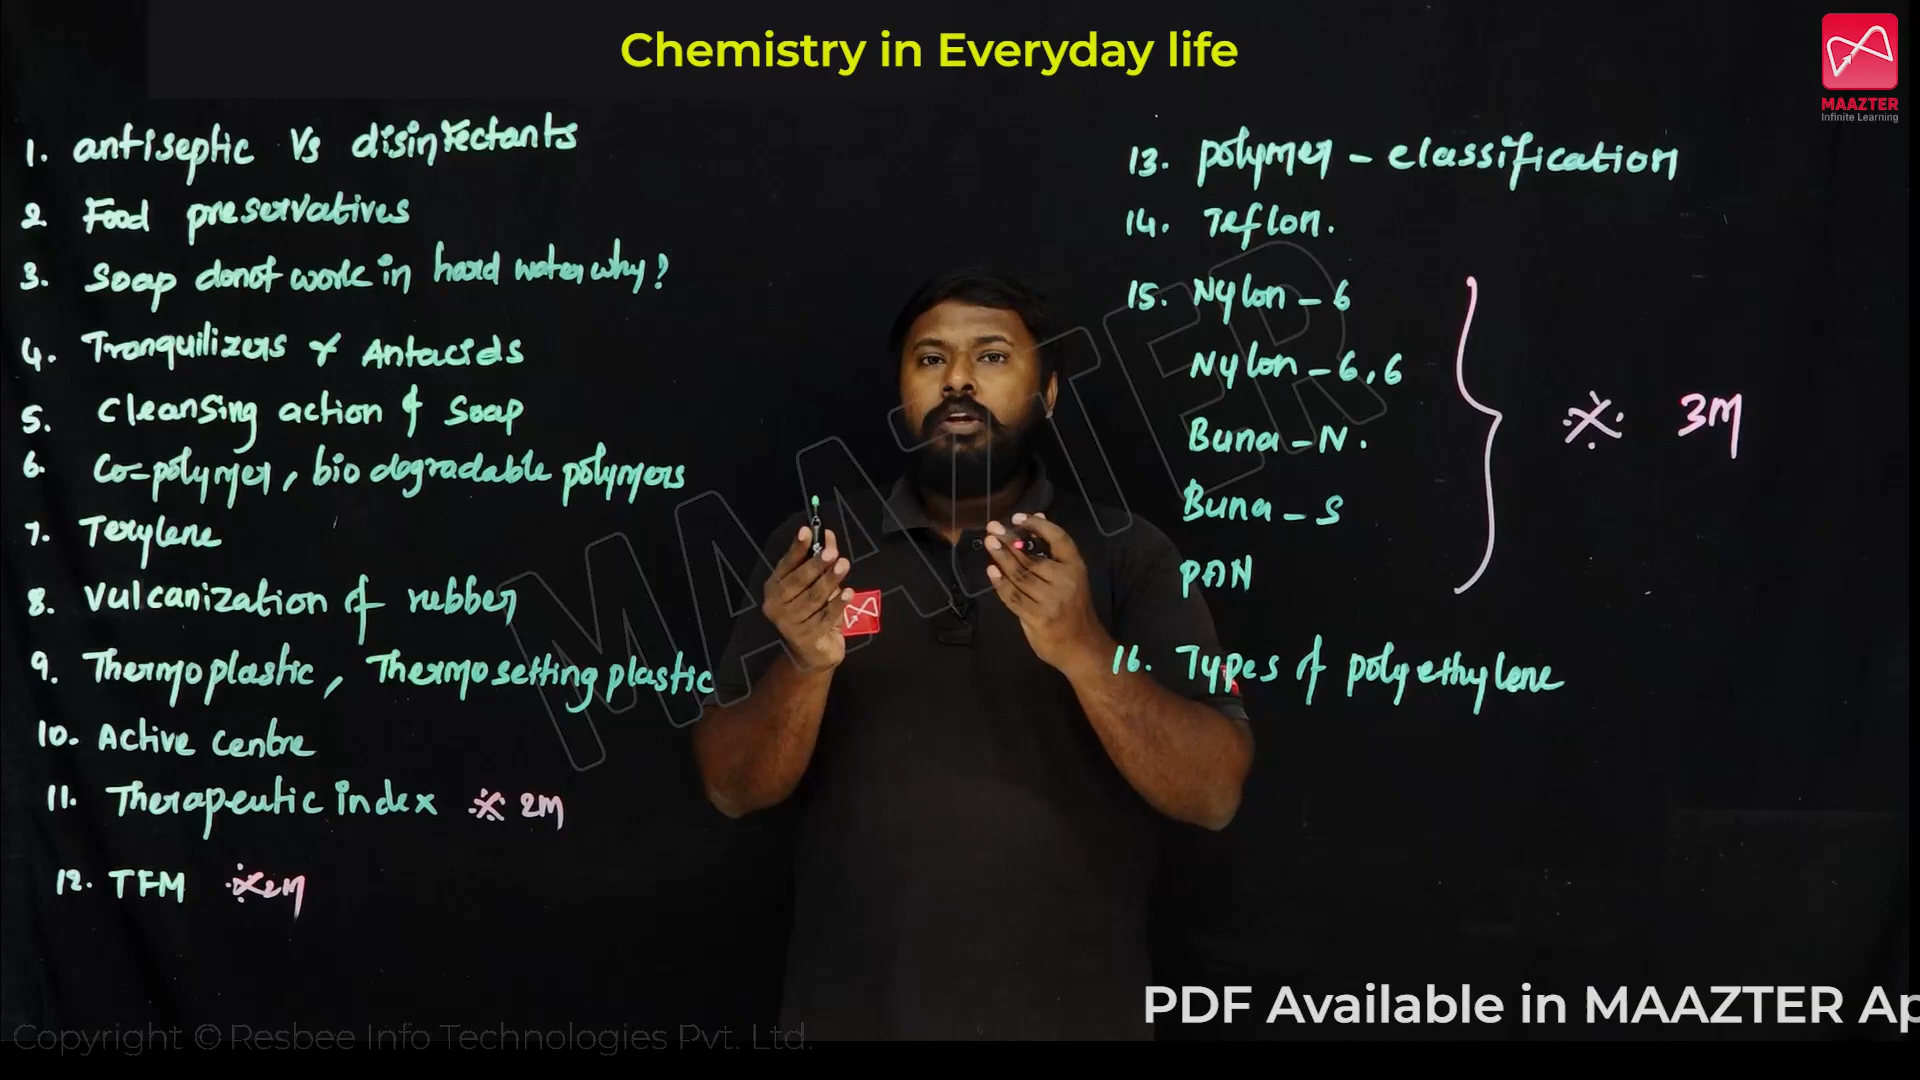 Chemistry in Everyday life
MAAZTER
Infinite Learning
1. antiseptic Vs disinfectants
2 Food preservatives
3. Soap donot work in hard water, why?
4. Tranquilizers & Antacids
5. Cleansing action of Soap
6. Co-polymer, bio degradable polymers
7. Terylene
8. Vulcanization of rubber
9. Thermoplastic, Thermosetting plastic
10. Active Centre
11. Therapeutic index ※ 2M
12. TFM ※2M
13. polymer - classification
14. Teflon.
15. Nylon - 6
Nylon - 6,6
Buna - N.
Buna - S
PAN
※ 3M
16. Types of polyethylene
MAAZTER
PDF Available in MAAZTER Ap
Copyright © Resbee Info Technologies Pvt. Ltd.